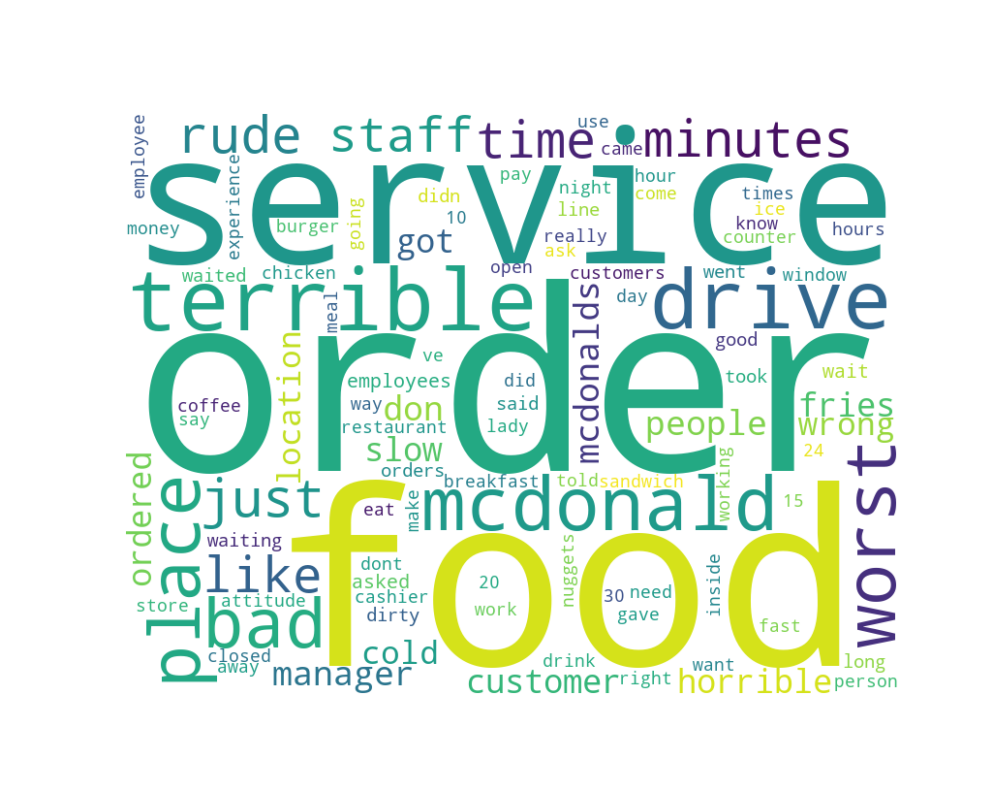 employee
rude
staff
time
use
came
minutes
service
experience
money
burger
going
didn
10
got
pay
night
line
really
ask
hour
come
times
ice
know
counter
hours
waited
chicken
terrible
meal
open
customers
day
went
window
drive
mcdonalds
good
order
location
ve
employees
did
took
wait
coffee
say
way
don
said
restaurant
lady
people
fries
wrong
slow
24
orders
breakfast
told
sandwich
working
worst
ordered
place
just
make
eat
mcdonald
15
waiting
food
like
dont
asked
cashier
dirty
20
work
nuggets
30
need
gave
inside
fast
store
attitude
bad
closed
away
cold
manager
drink
customer
right
want
horrible
long
person